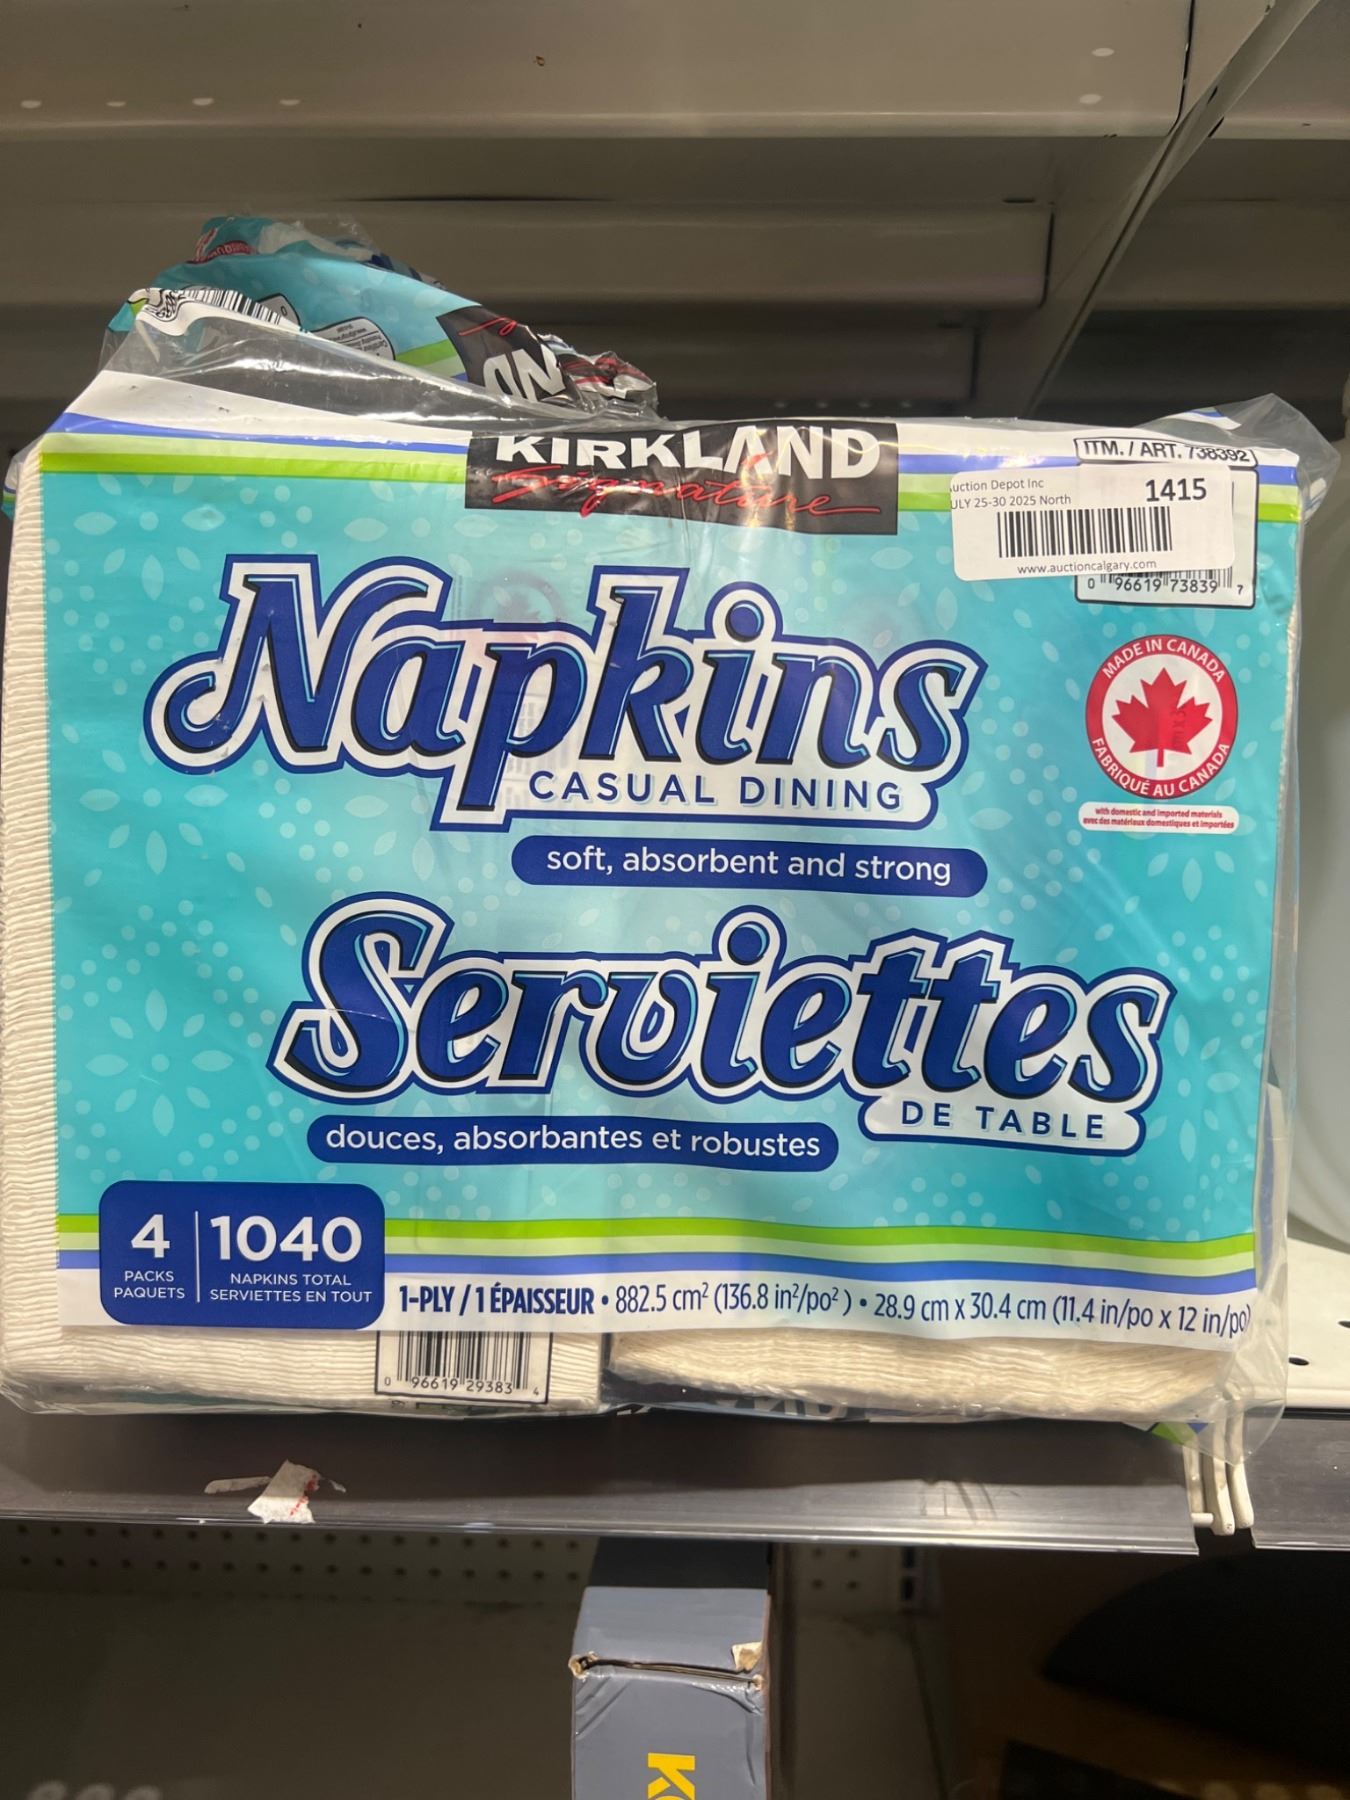 KIRKLAND
Signature
ITM. / ART. 738392
uction Depot Inc
ULY 25-30 2025 North
1415
www.auctioncalgary.com
0 96619 73839 7
Napkins
CASUAL DINING
soft, absorbent and strong
MADE IN CANADA
FABRIQUÉ AU CANADA
with domestic and imported materials
avec des matériaux domestiques et importées
Serviettes
DE TABLE
douces, absorbantes et robustes
4
PACKS
PAQUETS
1040
NAPKINS TOTAL
SERVIETTES EN TOUT
1-PLY / 1 ÉPAISSEUR • 882.5 cm² (136.8 in²/po²) • 28.9 cm x 30.4 cm (11.4 in/po x 12 in/po)
0 96619 29383 4